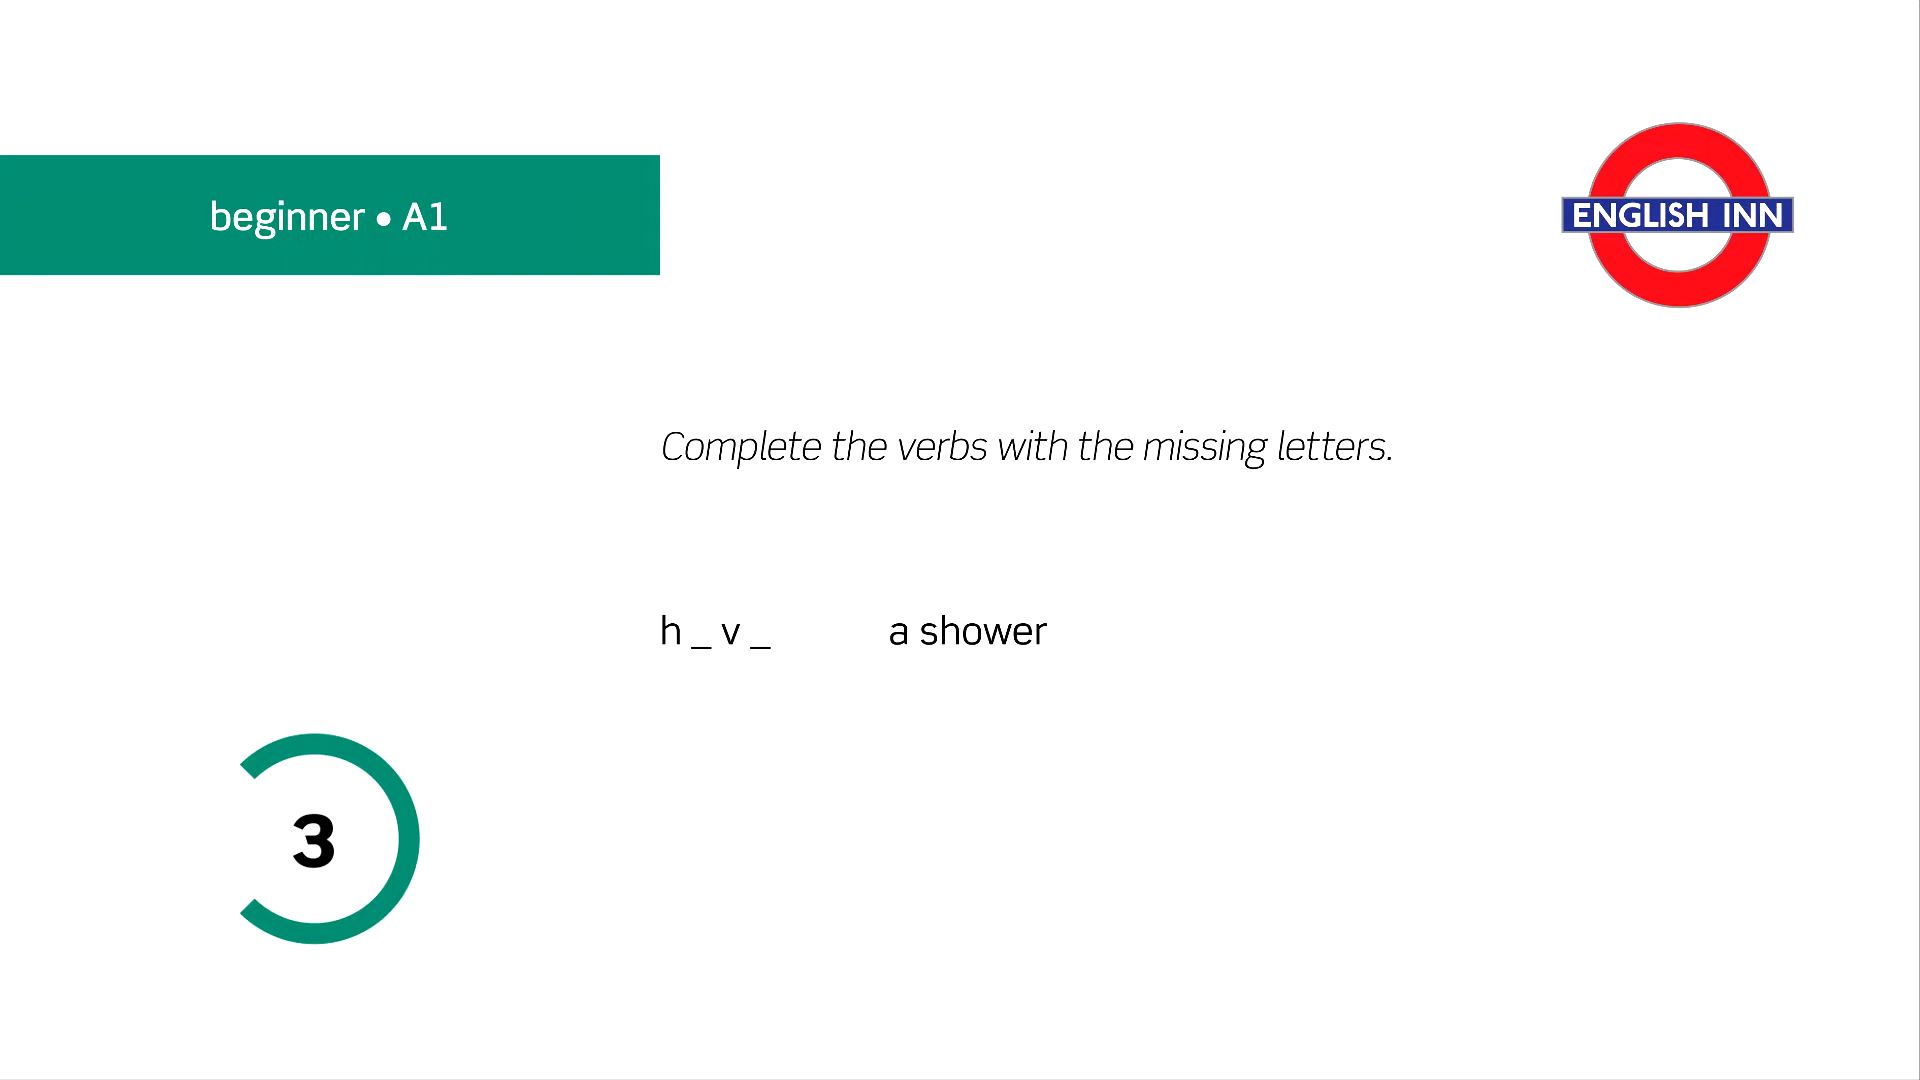 beginner • A1
ENGLISH INN
Complete the verbs with the missing letters.
h _ v _ a shower
3